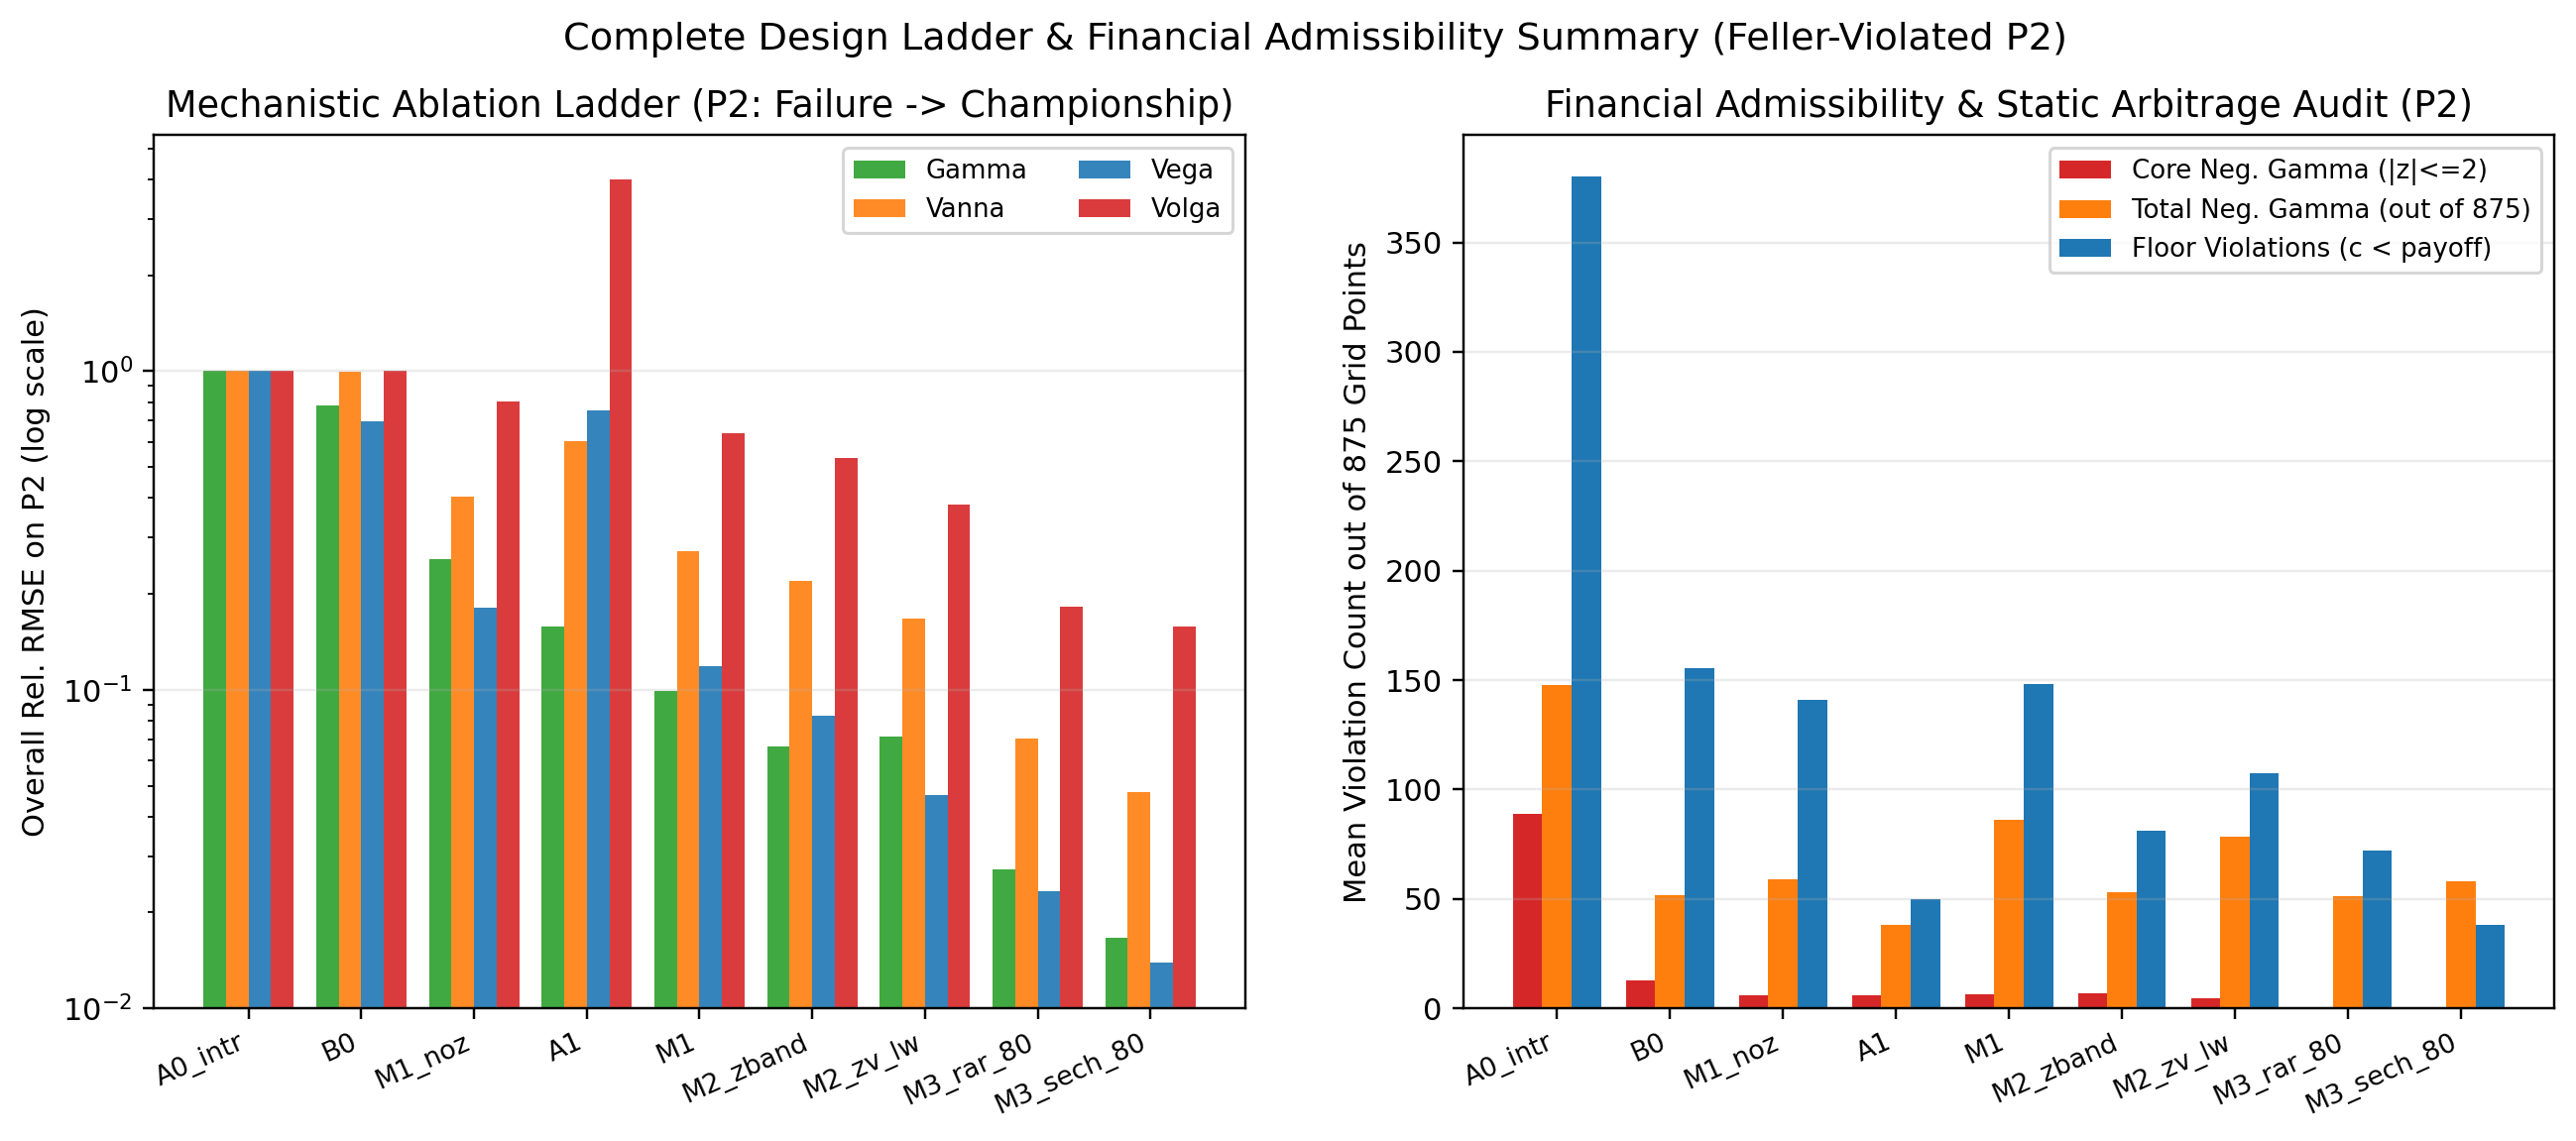 Complete Design Ladder & Financial Admissibility Summary (Feller-Violated P2)
Mechanistic Ablation Ladder (P2: Failure -> Championship)
Overall Rel. RMSE on P2 (log scale)
10⁰
10⁻¹
10⁻²
Gamma
Vanna
Vega
Volga
A0_intr
B0
M1_noz
A1
M1
M2_zband
M2_zv_lw
M3_rar_80
M3_sech_80
Financial Admissibility & Static Arbitrage Audit (P2)
Mean Violation Count out of 875 Grid Points
350
300
250
200
150
100
50
0
Core Neg. Gamma (|z|<=2)
Total Neg. Gamma (out of 875)
Floor Violations (c < payoff)
A0_intr
B0
M1_noz
A1
M1
M2_zband
M2_zv_lw
M3_rar_80
M3_sech_80